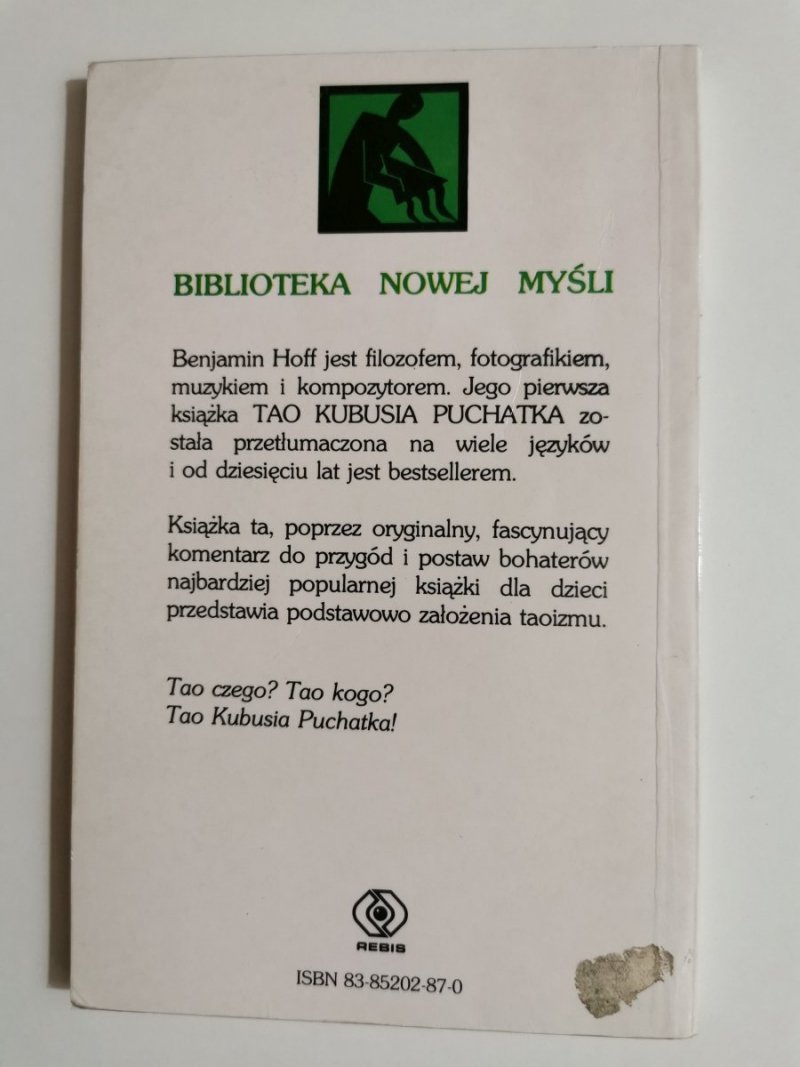 BIBLIOTEKA NOWEJ MYŚLI
Benjamin Hoff jest filozofem, fotografikiem,
muzykiem i kompozytorem. Jego pierwsza
książka TAO KUBUSIA PUCHATKA zo-
stała przetłumaczona na wiele języków
i od dziesięciu lat jest bestsellerem.
Książka ta, poprzez oryginalny, fascynujący
komentarz do przygód i postaw bohaterów
najbardziej popularnej książki dla dzieci
przedstawia podstawowo założenia taoizmu.
Tao czego? Tao kogo?
Tao Kubusia Puchatka!
REBIS
ISBN 83-85202-87-0